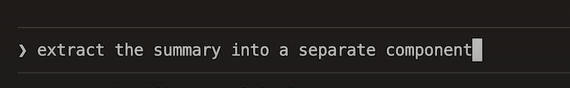 ❯ extract the summary into a separate component